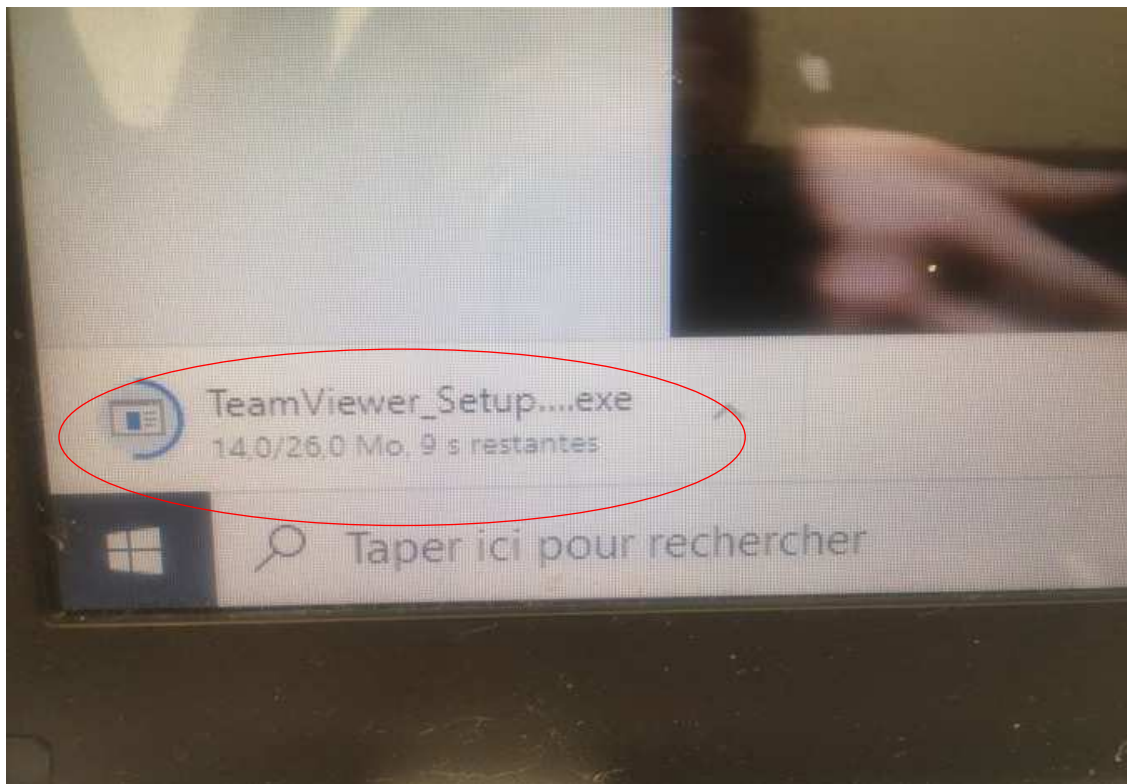 TeamViewer_Setup....exe
14,0/26,0 Mo, 9 s restantes
Taper ici pour rechercher